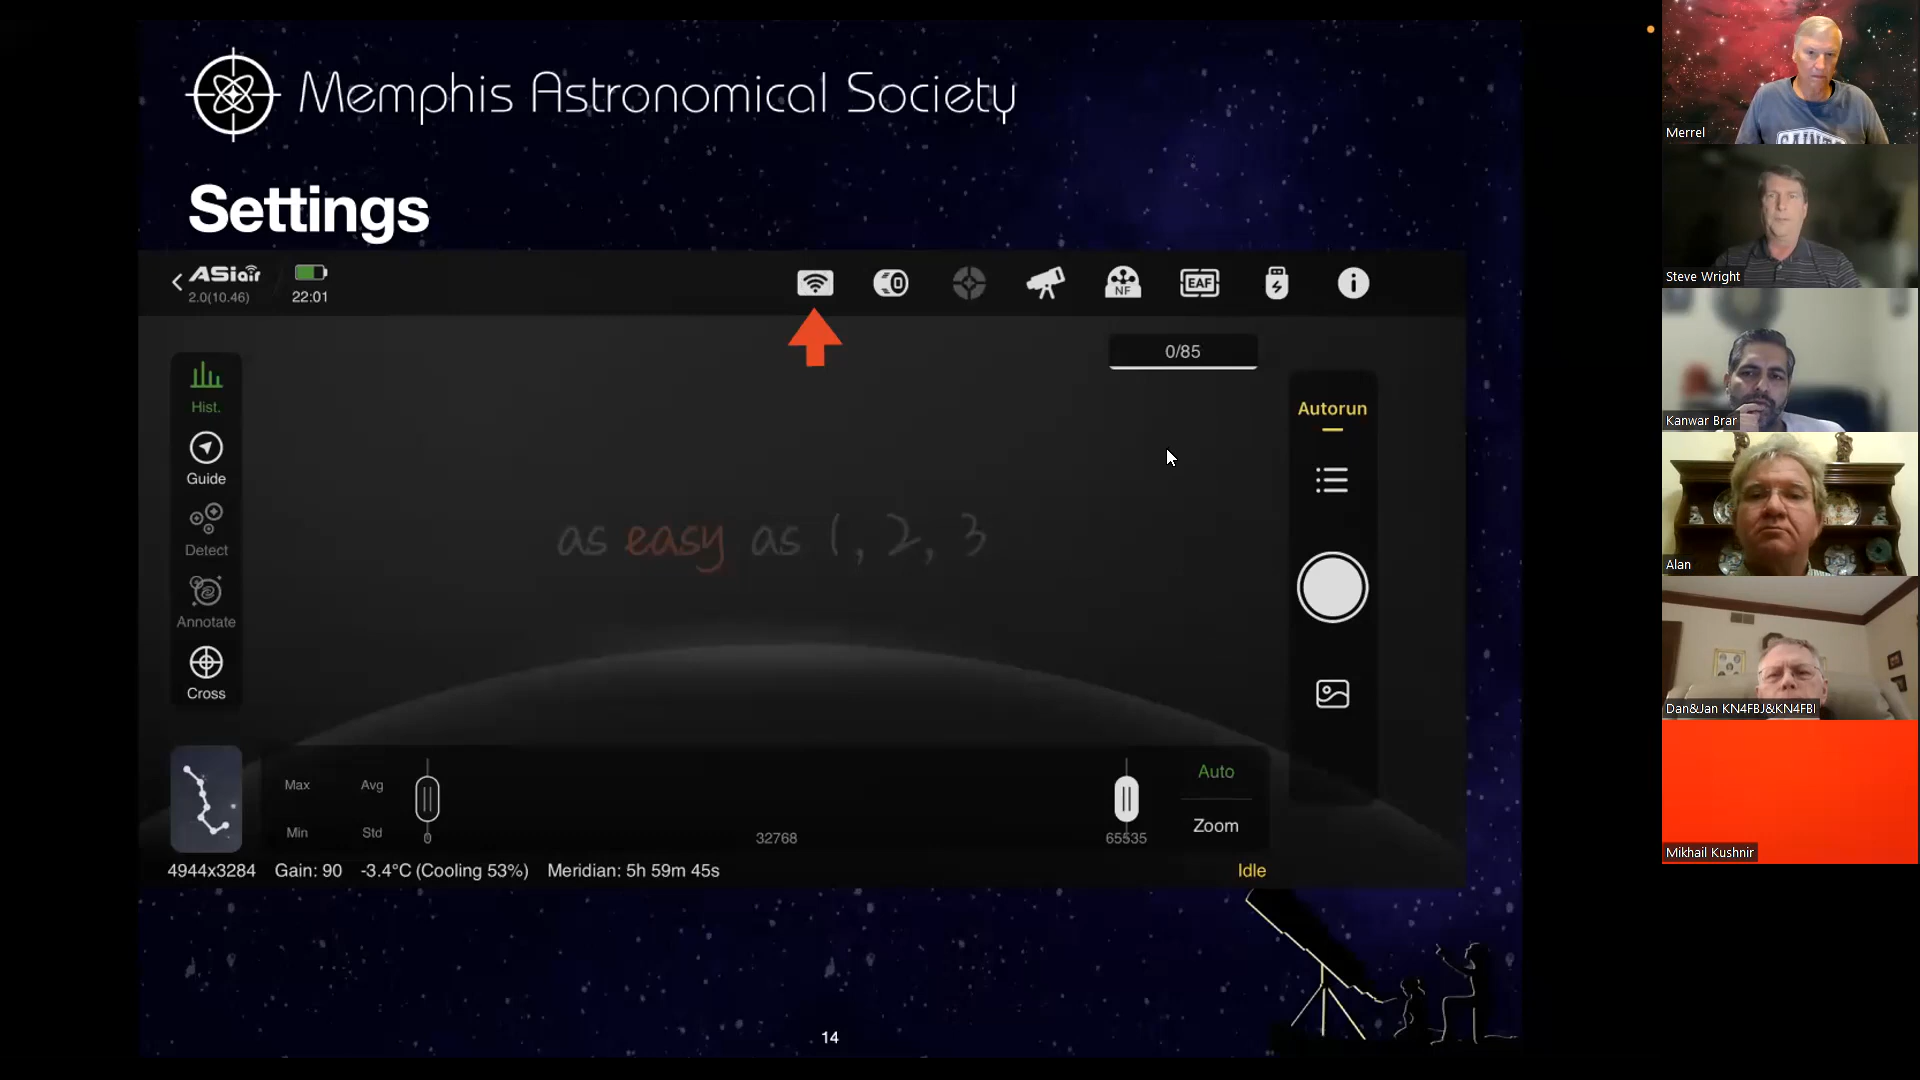 Memphis Astronomical Society
Settings
ASiair
2.0(10.46)
22:01
NF
EAF
0/85
Hist.
Guide
Detect
Annotate
Cross
Autorun
as easy as 1, 2, 3
Max
Avg
Min
Std
0
32768
65535
Auto
Zoom
4944x3284 Gain: 90 -3.4°C (Cooling 53%) Meridian: 5h 59m 45s
Idle
14
Merrel
Steve Wright
Kanwar Brar
Alan
Dan&Jan KN4FBJ&KN4FBI
Mikhail Kushnir